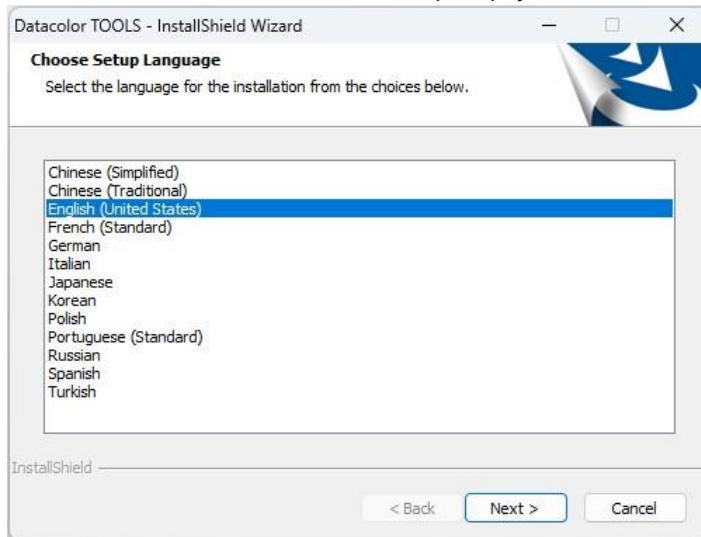 Datacolor TOOLS - InstallShield Wizard
Choose Setup Language
Select the language for the installation from the choices below.
Chinese (Simplified)
Chinese (Traditional)
English (United States)
French (Standard)
German
Italian
Japanese
Korean
Polish
Portuguese (Standard)
Russian
Spanish
Turkish
InstallShield
< Back Next > Cancel